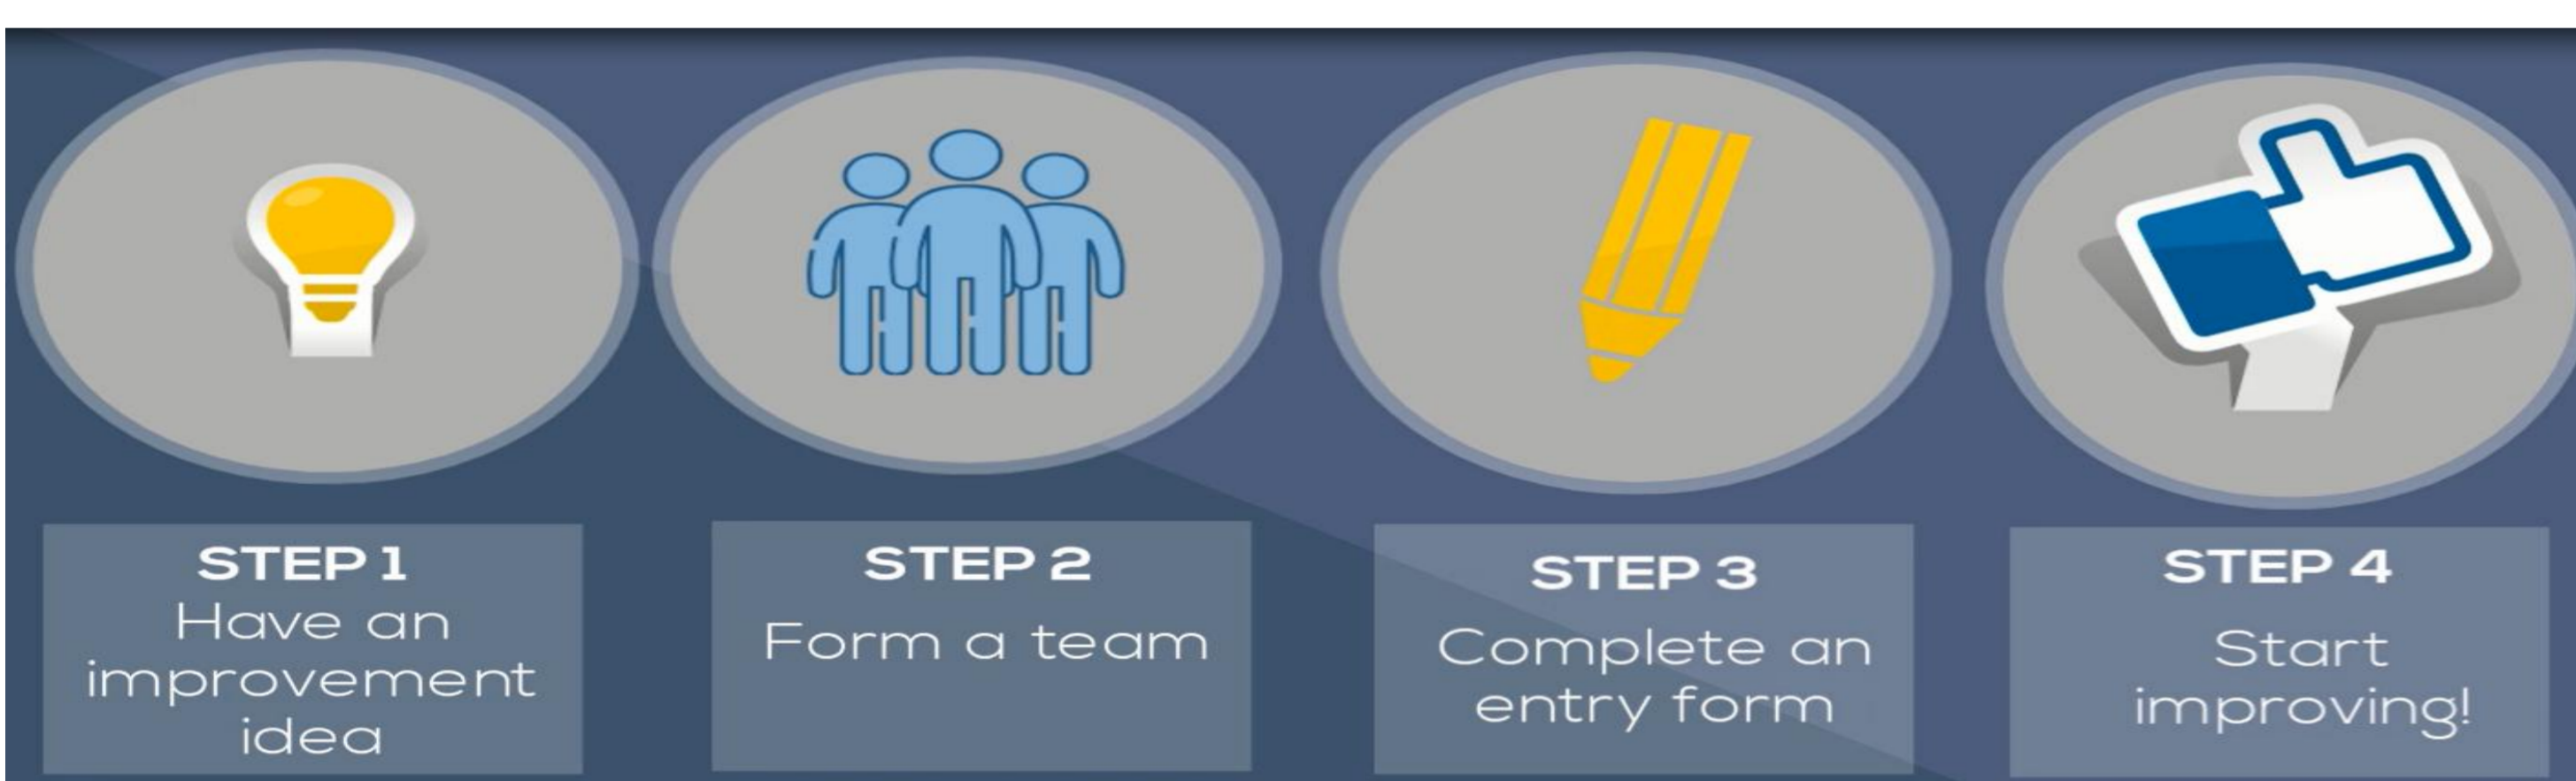 STEP 1
Have an
improvement
idea
STEP 2
Form a team
STEP 3
Complete an
entry form
STEP 4
Start
improving!